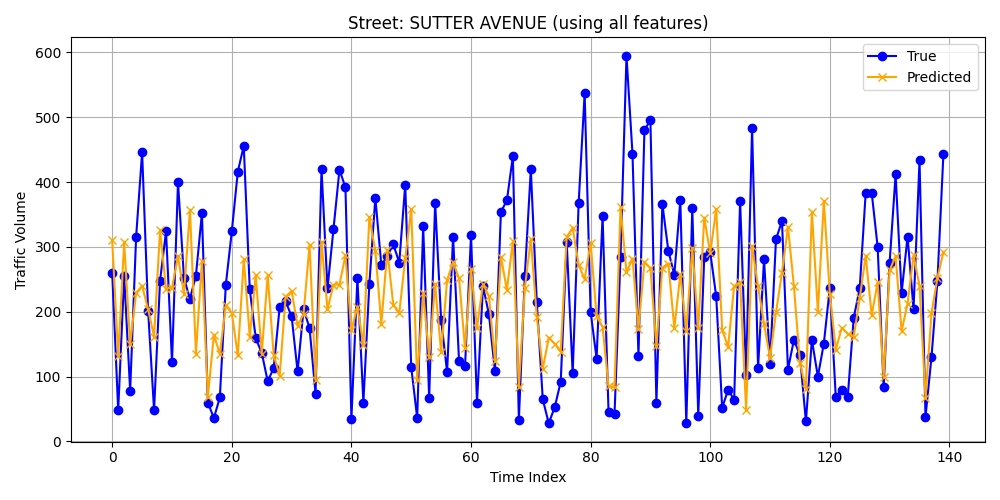 Street: SUTTER AVENUE (using all features)
True
Predicted
Traffic Volume
600
500
400
300
200
100
0
0 20 40 60 80 100 120 140
Time Index